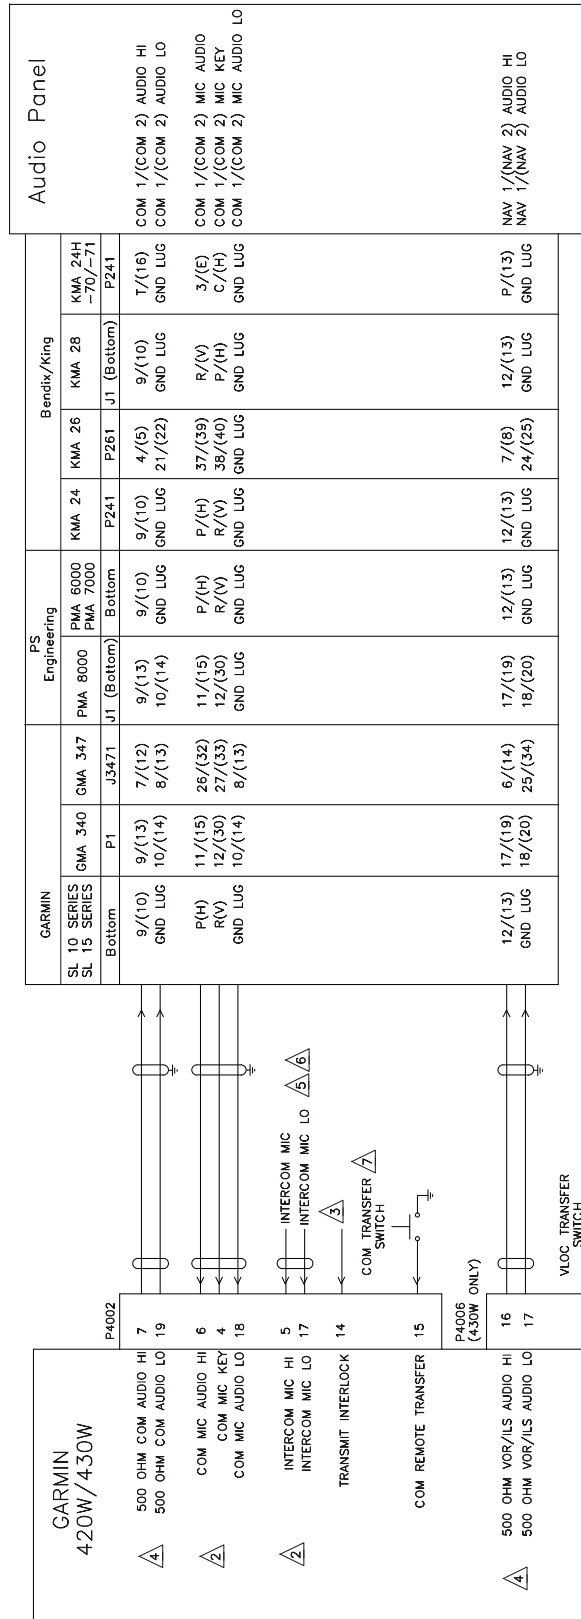 GARMIN
420W/430W
P4002
500 OHM COM AUDIO HI 7
500 OHM COM AUDIO LO 19
4
COM MIC AUDIO HI 6
COM MIC KEY 4
COM MIC AUDIO LO 18
2
INTERCOM MIC HI 5 INTERCOM MIC
INTERCOM MIC LO 17 INTERCOM MIC LO
2
5
6
TRANSMIT INTERLOCK 14
3
COM TRANSFER
SWITCH
7
COM REMOTE TRANSFER 15
P4006
(430W ONLY)
500 OHM VOR/ILS AUDIO HI 16
500 OHM VOR/ILS AUDIO LO 17
4
VLOC TRANSFER
SWITCH
GARMIN
SL 10 SERIES
SL 15 SERIES
Bottom
9/(10)
GND LUG
P(H)
R(V)
GND LUG
12/(13)
GND LUG
GMA 340
P1
9/(13)
10/(14)
11/(15)
12/(30)
10/(14)
17/(19)
18/(20)
GMA 347
J3471
7/(12)
8/(13)
26/(32)
27/(33)
8/(13)
6/(14)
25/(34)
PS
Engineering
PMA 8000
J1 (Bottom)
9/(13)
10/(14)
11/(15)
12/(30)
GND LUG
17/(19)
18/(20)
PMA 6000
PMA 7000
Bottom
9/(10)
GND LUG
P/(H)
R/(V)
GND LUG
12/(13)
GND LUG
Bendix/King
KMA 24
P241
9/(10)
GND LUG
P/(H)
R/(V)
GND LUG
12/(13)
GND LUG
KMA 26
P261
4/(5)
21/(22)
37/(39)
38/(40)
GND LUG
7/(8)
24/(25)
KMA 28
J1 (Bottom)
9/(10)
GND LUG
R/(V)
P/(H)
GND LUG
12/(13)
GND LUG
KMA 24H
-70/-71
P241
T/(16)
GND LUG
3/(E)
C/(H)
GND LUG
P/(13)
GND LUG
Audio Panel
COM 1/(COM 2) AUDIO HI
COM 1/(COM 2) AUDIO LO
COM 1/(COM 2) MIC AUDIO
COM 1/(COM 2) MIC KEY
COM 1/(COM 2) MIC AUDIO LO
NAV 1/(NAV 2) AUDIO HI
NAV 1/(NAV 2) AUDIO LO